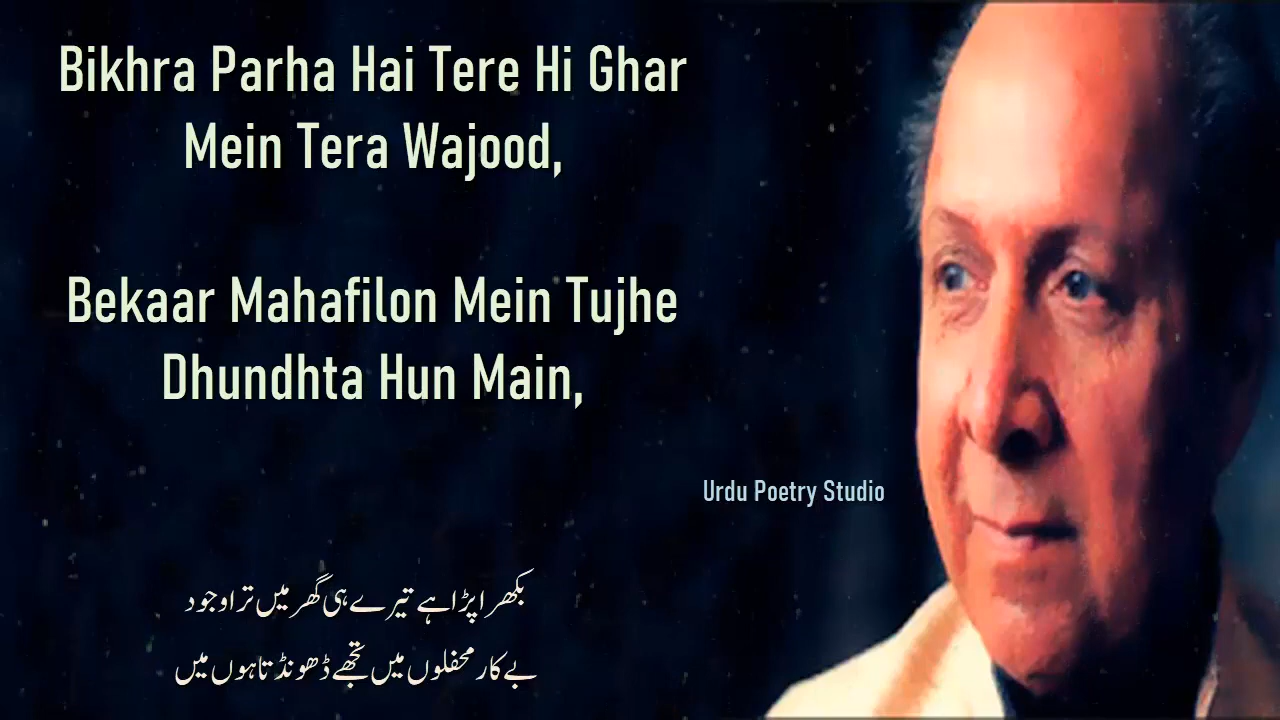 Bikhra Parha Hai Tere Hi Ghar
Mein Tera Wajood,
Bekaar Mahafilon Mein Tujhe
Dhundhta Hun Main,
Urdu Poetry Studio
بکھرا پڑا ہے تیرے ہی گھر میں ترا وجود
بے کار محفلوں میں تجھے ڈھونڈتا ہوں میں